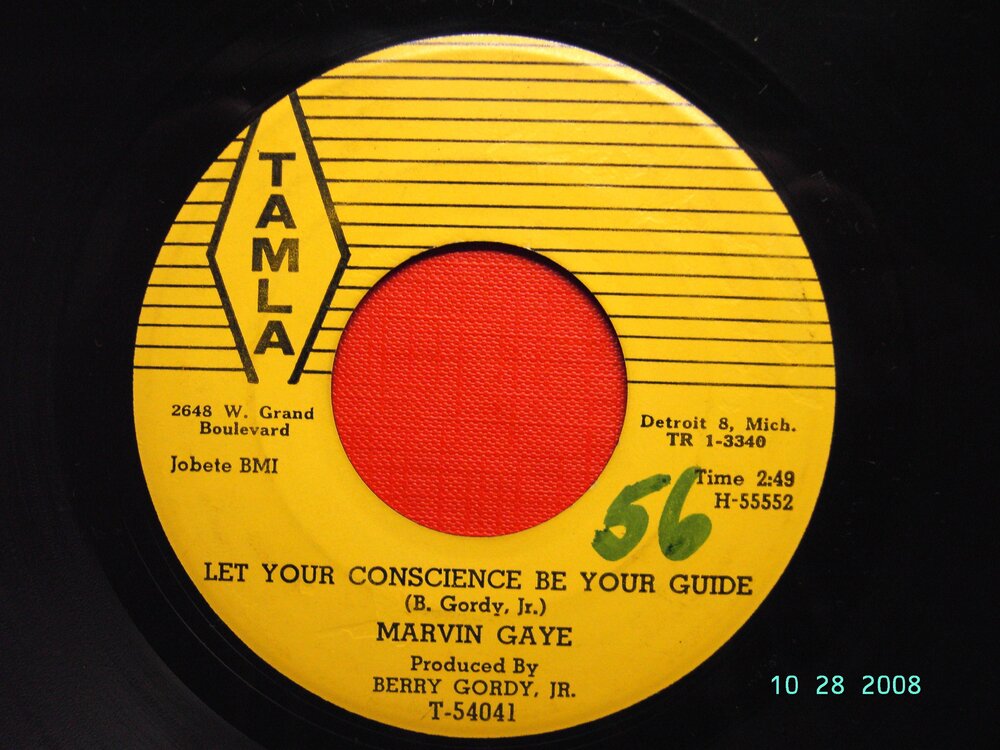 TAMLA
2648 W. Grand
Boulevard
Jobete BMI
Detroit 8, Mich.
TR 1-3340
Time 2:49
H-55552
56
LET YOUR CONSCIENCE BE YOUR GUIDE
(B. Gordy, Jr.)
MARVIN GAYE
Produced By
BERRY GORDY, JR.
T-54041
10 28 2008